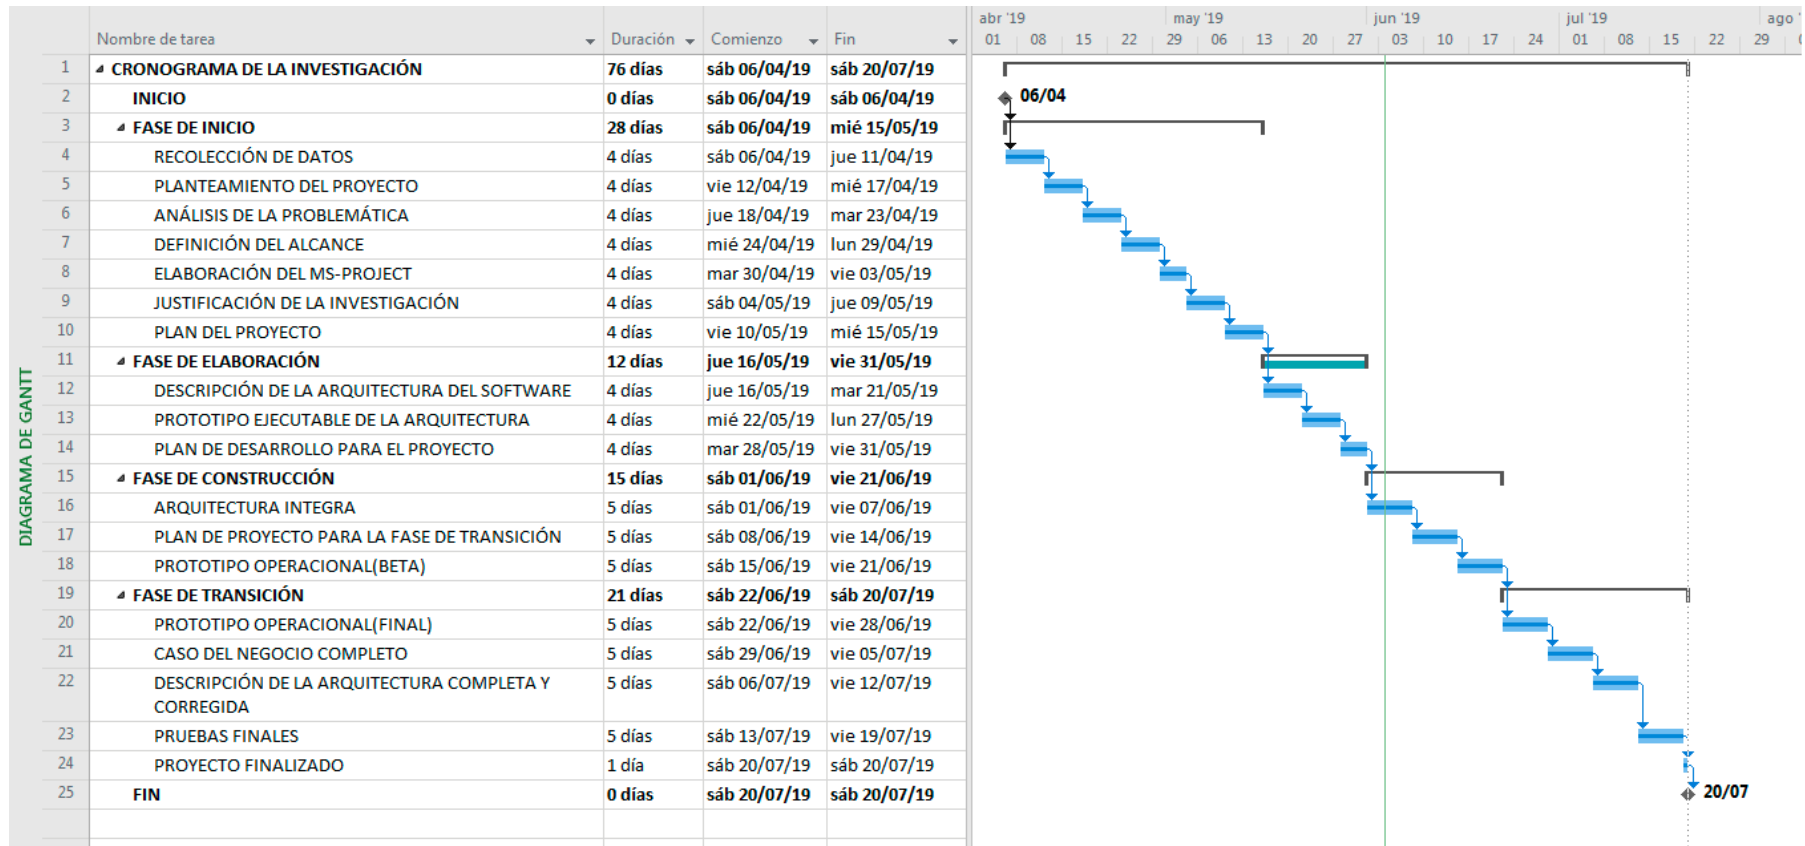 abr '19 may '19 jun '19 jul '19 ago '
Nombre de tarea Duración Comienzo Fin 01 08 15 22 29 06 13 20 27 03 10 17 24 01 08 15 22 29
1 CRONOGRAMA DE LA INVESTIGACIÓN 76 días sáb 06/04/19 sáb 20/07/19
2 INICIO 0 días sáb 06/04/19 sáb 06/04/19 06/04
3 FASE DE INICIO 28 días sáb 06/04/19 mié 15/05/19
4 RECOLECCIÓN DE DATOS 4 días sáb 06/04/19 jue 11/04/19
5 PLANTEAMIENTO DEL PROYECTO 4 días vie 12/04/19 mié 17/04/19
6 ANÁLISIS DE LA PROBLEMÁTICA 4 días jue 18/04/19 mar 23/04/19
7 DEFINICIÓN DEL ALCANCE 4 días mié 24/04/19 lun 29/04/19
8 ELABORACIÓN DEL MS-PROJECT 4 días mar 30/04/19 vie 03/05/19
9 JUSTIFICACIÓN DE LA INVESTIGACIÓN 4 días sáb 04/05/19 jue 09/05/19
10 PLAN DEL PROYECTO 4 días vie 10/05/19 mié 15/05/19
11 FASE DE ELABORACIÓN 12 días jue 16/05/19 vie 31/05/19
12 DESCRIPCIÓN DE LA ARQUITECTURA DEL SOFTWARE 4 días jue 16/05/19 mar 21/05/19
13 PROTOTIPO EJECUTABLE DE LA ARQUITECTURA 4 días mié 22/05/19 lun 27/05/19
14 PLAN DE DESARROLLO PARA EL PROYECTO 4 días mar 28/05/19 vie 31/05/19
15 FASE DE CONSTRUCCIÓN 15 días sáb 01/06/19 vie 21/06/19
16 ARQUITECTURA INTEGRA 5 días sáb 01/06/19 vie 07/06/19
17 PLAN DE PROYECTO PARA LA FASE DE TRANSICIÓN 5 días sáb 08/06/19 vie 14/06/19
18 PROTOTIPO OPERACIONAL(BETA) 5 días sáb 15/06/19 vie 21/06/19
19 FASE DE TRANSICIÓN 21 días sáb 22/06/19 sáb 20/07/19
20 PROTOTIPO OPERACIONAL(FINAL) 5 días sáb 22/06/19 vie 28/06/19
21 CASO DEL NEGOCIO COMPLETO 5 días sáb 29/06/19 vie 05/07/19
22 DESCRIPCIÓN DE LA ARQUITECTURA COMPLETA Y 5 días sáb 06/07/19 vie 12/07/19
CORREGIDA
23 PRUEBAS FINALES 5 días sáb 13/07/19 vie 19/07/19
24 PROYECTO FINALIZADO 1 día sáb 20/07/19 sáb 20/07/19
25 FIN 0 días sáb 20/07/19 sáb 20/07/19 20/07
DIAGRAMA DE GANTT